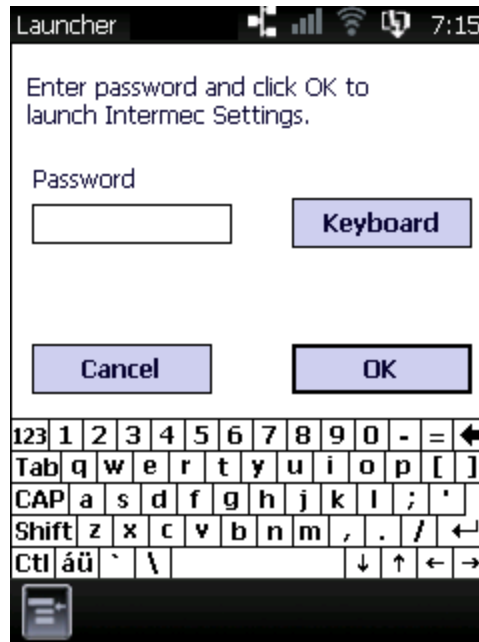 Launcher 7:15
Enter password and click OK to
launch Intermec Settings.
Password
Keyboard
Cancel OK
123 1 2 3 4 5 6 7 8 9 0 - = 🡸
Tab q w e r t y u i o p [ ]
CAP a s d f g h j k l ; '
Shift z x c v b n m , . / ↵
Ctl áü ` \ ↓ ↑ ← →